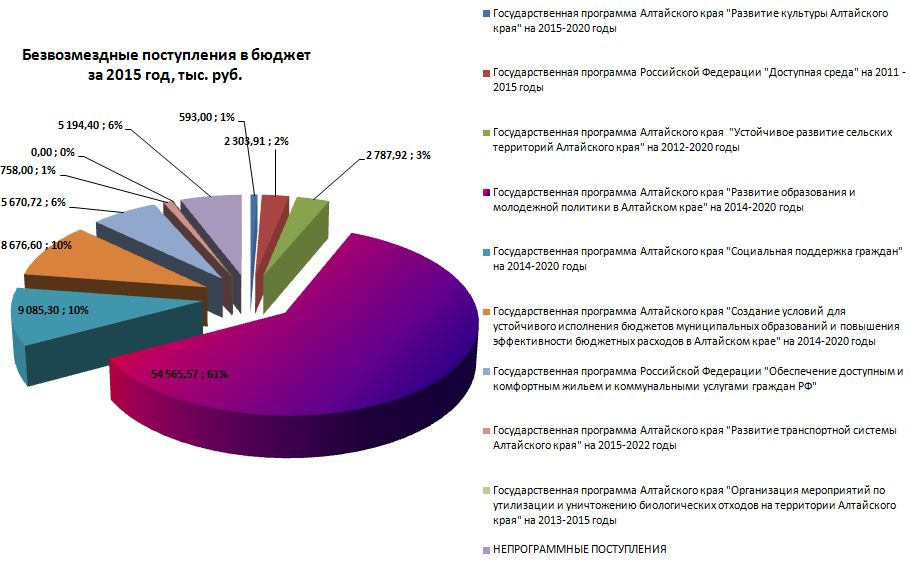 Безвозмездные поступления в бюджет
за 2015 год, тыс. руб.
593,00 ; 1%
5 194,40 ; 6%
2 303,91 ; 2%
0,00 ; 0%
2 787,92 ; 3%
758,00 ; 1%
5 670,72 ; 6%
8 676,60 ; 10%
9 085,30 ; 10%
54 565,57 ; 61%
Государственная программа Алтайского края "Развитие культуры Алтайского
края" на 2015-2020 годы
Государственная программа Российской Федерации "Доступная среда" на 2011 -
2015 годы
Государственная программа Алтайского края "Устойчивое развитие сельских
территорий Алтайского края" на 2012-2020 годы
Государственная программа Алтайского края "Развитие образования и
молодежной политики в Алтайском крае" на 2014-2020 годы
Государственная программа Алтайского края "Социальная поддержка граждан"
на 2014-2020 годы
Государственная программа Алтайского края "Создание условий для
устойчивого исполнения бюджетов муниципальных образований и повышения
эффективности бюджетных расходов в Алтайском крае" на 2014-2020 годы
Государственная программа Российской Федерации "Обеспечение доступным и
комфортным жильем и коммунальными услугами граждан РФ"
Государственная программа Алтайского края "Развитие транспортной системы
Алтайского края" на 2015-2022 годы
Государственная программа Алтайского края "Организация мероприятий по
утилизации и уничтожению биологических отходов на территории Алтайского
края" на 2013-2015 годы
НЕПРОГРАММНЫЕ ПОСТУПЛЕНИЯ